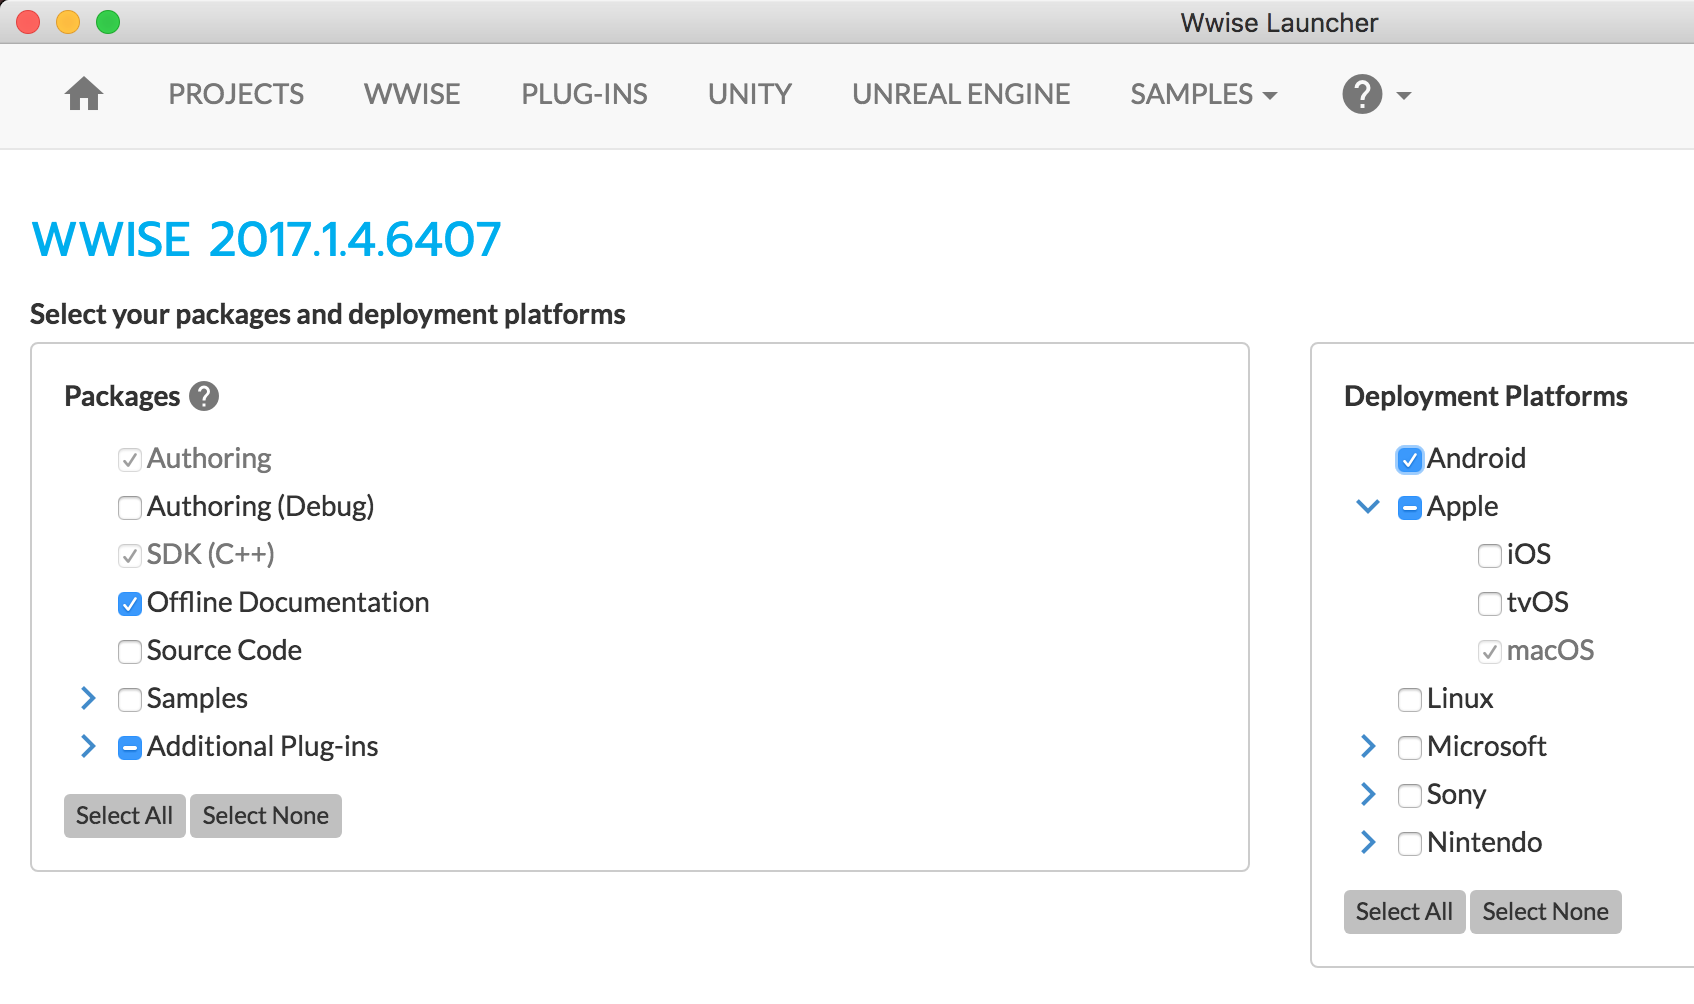 Wwise Launcher
PROJECTS WWISE PLUG-INS UNITY UNREAL ENGINE SAMPLES ?
WWISE 2017.1.4.6407
Select your packages and deployment platforms
Packages ?
Authoring
Authoring (Debug)
SDK (C++)
Offline Documentation
Source Code
Samples
Additional Plug-ins
Select All Select None
Deployment Platforms
Android
Apple
iOS
tvOS
macOS
Linux
Microsoft
Sony
Nintendo
Select All Select None